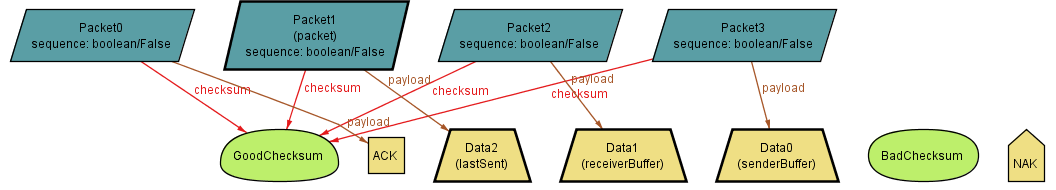 Packet0
sequence: boolean/False
Packet1
(packet)
sequence: boolean/False
Packet2
sequence: boolean/False
Packet3
sequence: boolean/False
checksum
checksum
payload
checksum
payload
checksum
payload
payload
GoodChecksum
ACK
Data2
(lastSent)
Data1
(receiverBuffer)
Data0
(senderBuffer)
BadChecksum
NAK